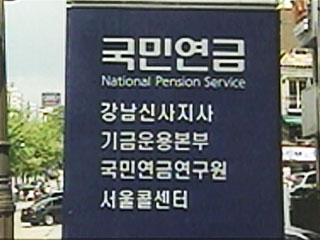 국민연금
National Pension Service
강남신사지사
기금운용본부
국민연금연구원
서울콜센터